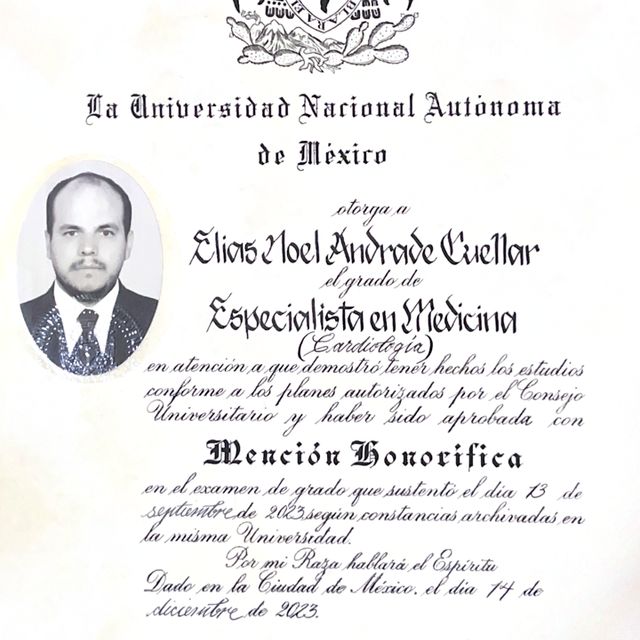 La Universidad Nacional Autónoma
de México
otorga a
Elias Noel Andrade Cuellar
el grado de
Especialista en Medicina
(Cardiología)
en atención a que demostró tener hechos los estudios
conforme a los planes autorizados por el Consejo
Universitario y haber sido aprobada con
Mención Honorífica
en el examen de grado que sustentó el día 13 de
septiembre de 2023 según constancias archivadas en
la misma Universidad.
Por mi Raza hablará el Espíritu
Dado en la Ciudad de México, el día 14 de
diciembre de 2023.